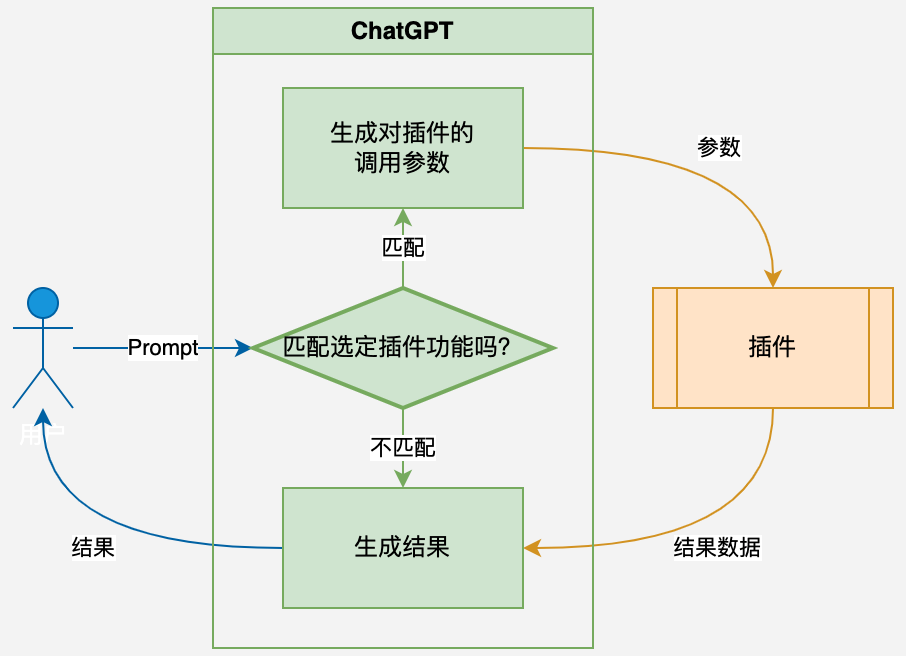 ChatGPT
生成对插件的
调用参数
参数
匹配
Prompt
匹配选定插件功能吗?
插件
用户
不匹配
结果
生成结果
结果数据